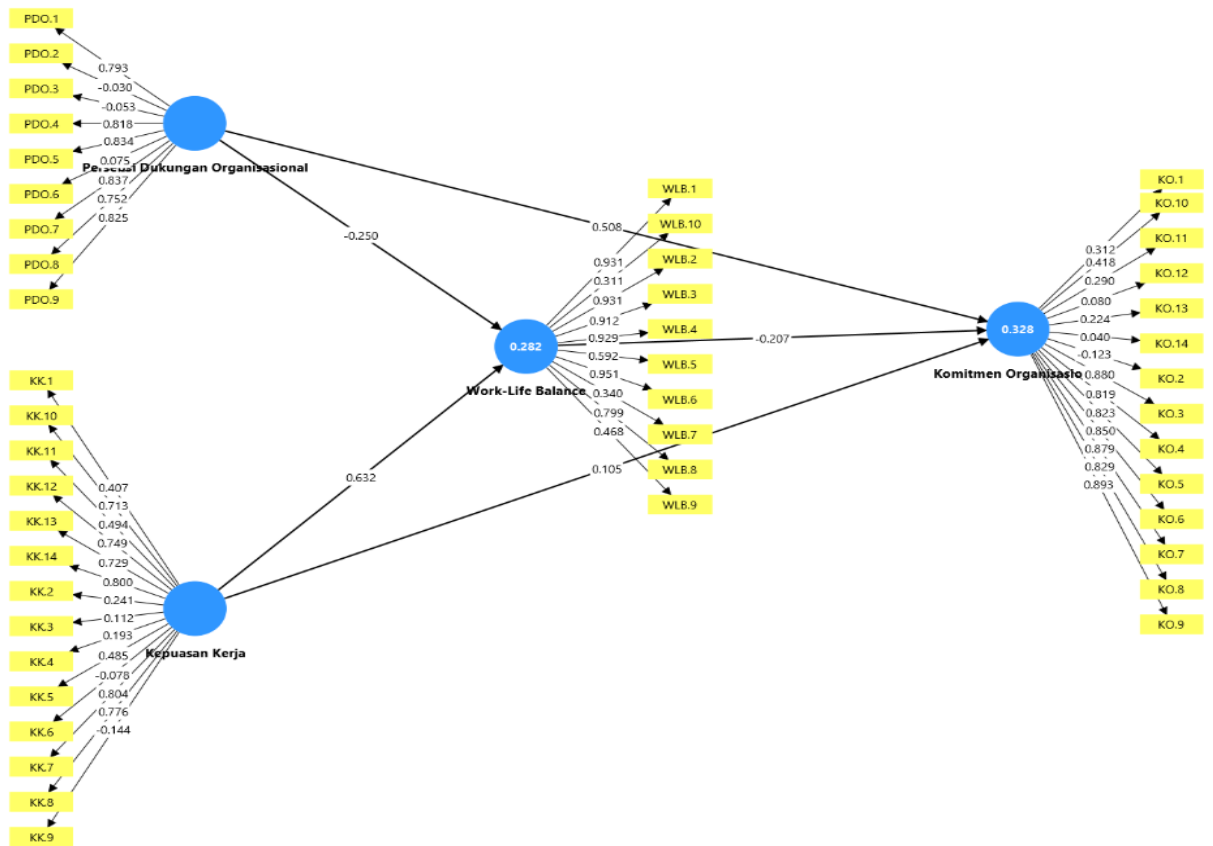 PDO.1
PDO.2
PDO.3
PDO.4
PDO.5
PDO.6
PDO.7
PDO.8
PDO.9
0.793
-0.030
-0.053
0.818
0.834
0.075
0.837
0.752
0.825
Persepsi Dukungan Organisasional
-0.250
0.508
KK.1
KK.10
KK.11
KK.12
KK.13
KK.14
KK.2
KK.3
KK.4
KK.5
KK.6
KK.7
KK.8
KK.9
0.407
0.713
0.494
0.749
0.729
0.800
0.241
0.112
0.193
0.485
-0.078
0.804
0.776
-0.144
Kepuasan Kerja
0.632
0.105
0.282
Work-Life Balance
-0.207
WLB.1
WLB.10
WLB.2
WLB.3
WLB.4
WLB.5
WLB.6
WLB.7
WLB.8
WLB.9
0.931
0.311
0.931
0.912
0.929
0.592
0.951
0.340
0.799
0.468
0.328
Komitmen Organisasio
KO.1
KO.10
KO.11
KO.12
KO.13
KO.14
KO.2
KO.3
KO.4
KO.5
KO.6
KO.7
KO.8
KO.9
0.312
0.418
0.290
0.080
0.224
0.040
-0.123
0.880
0.819
0.823
0.850
0.879
0.829
0.893